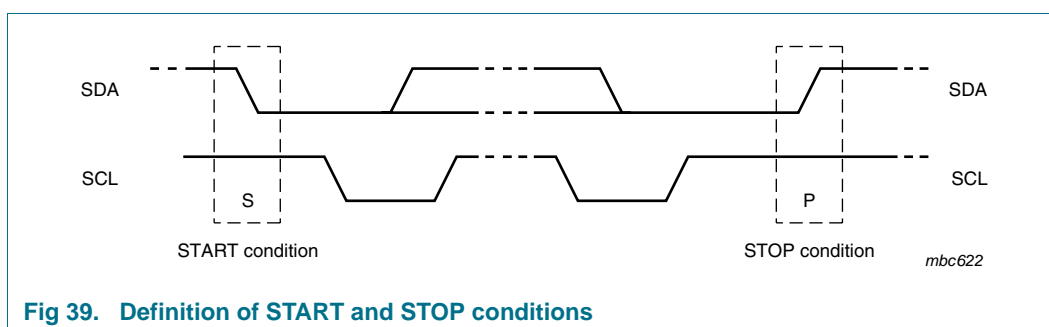 SDA SDA
SCL SCL
S P
START condition STOP condition
mbc622
Fig 39. Definition of START and STOP conditions